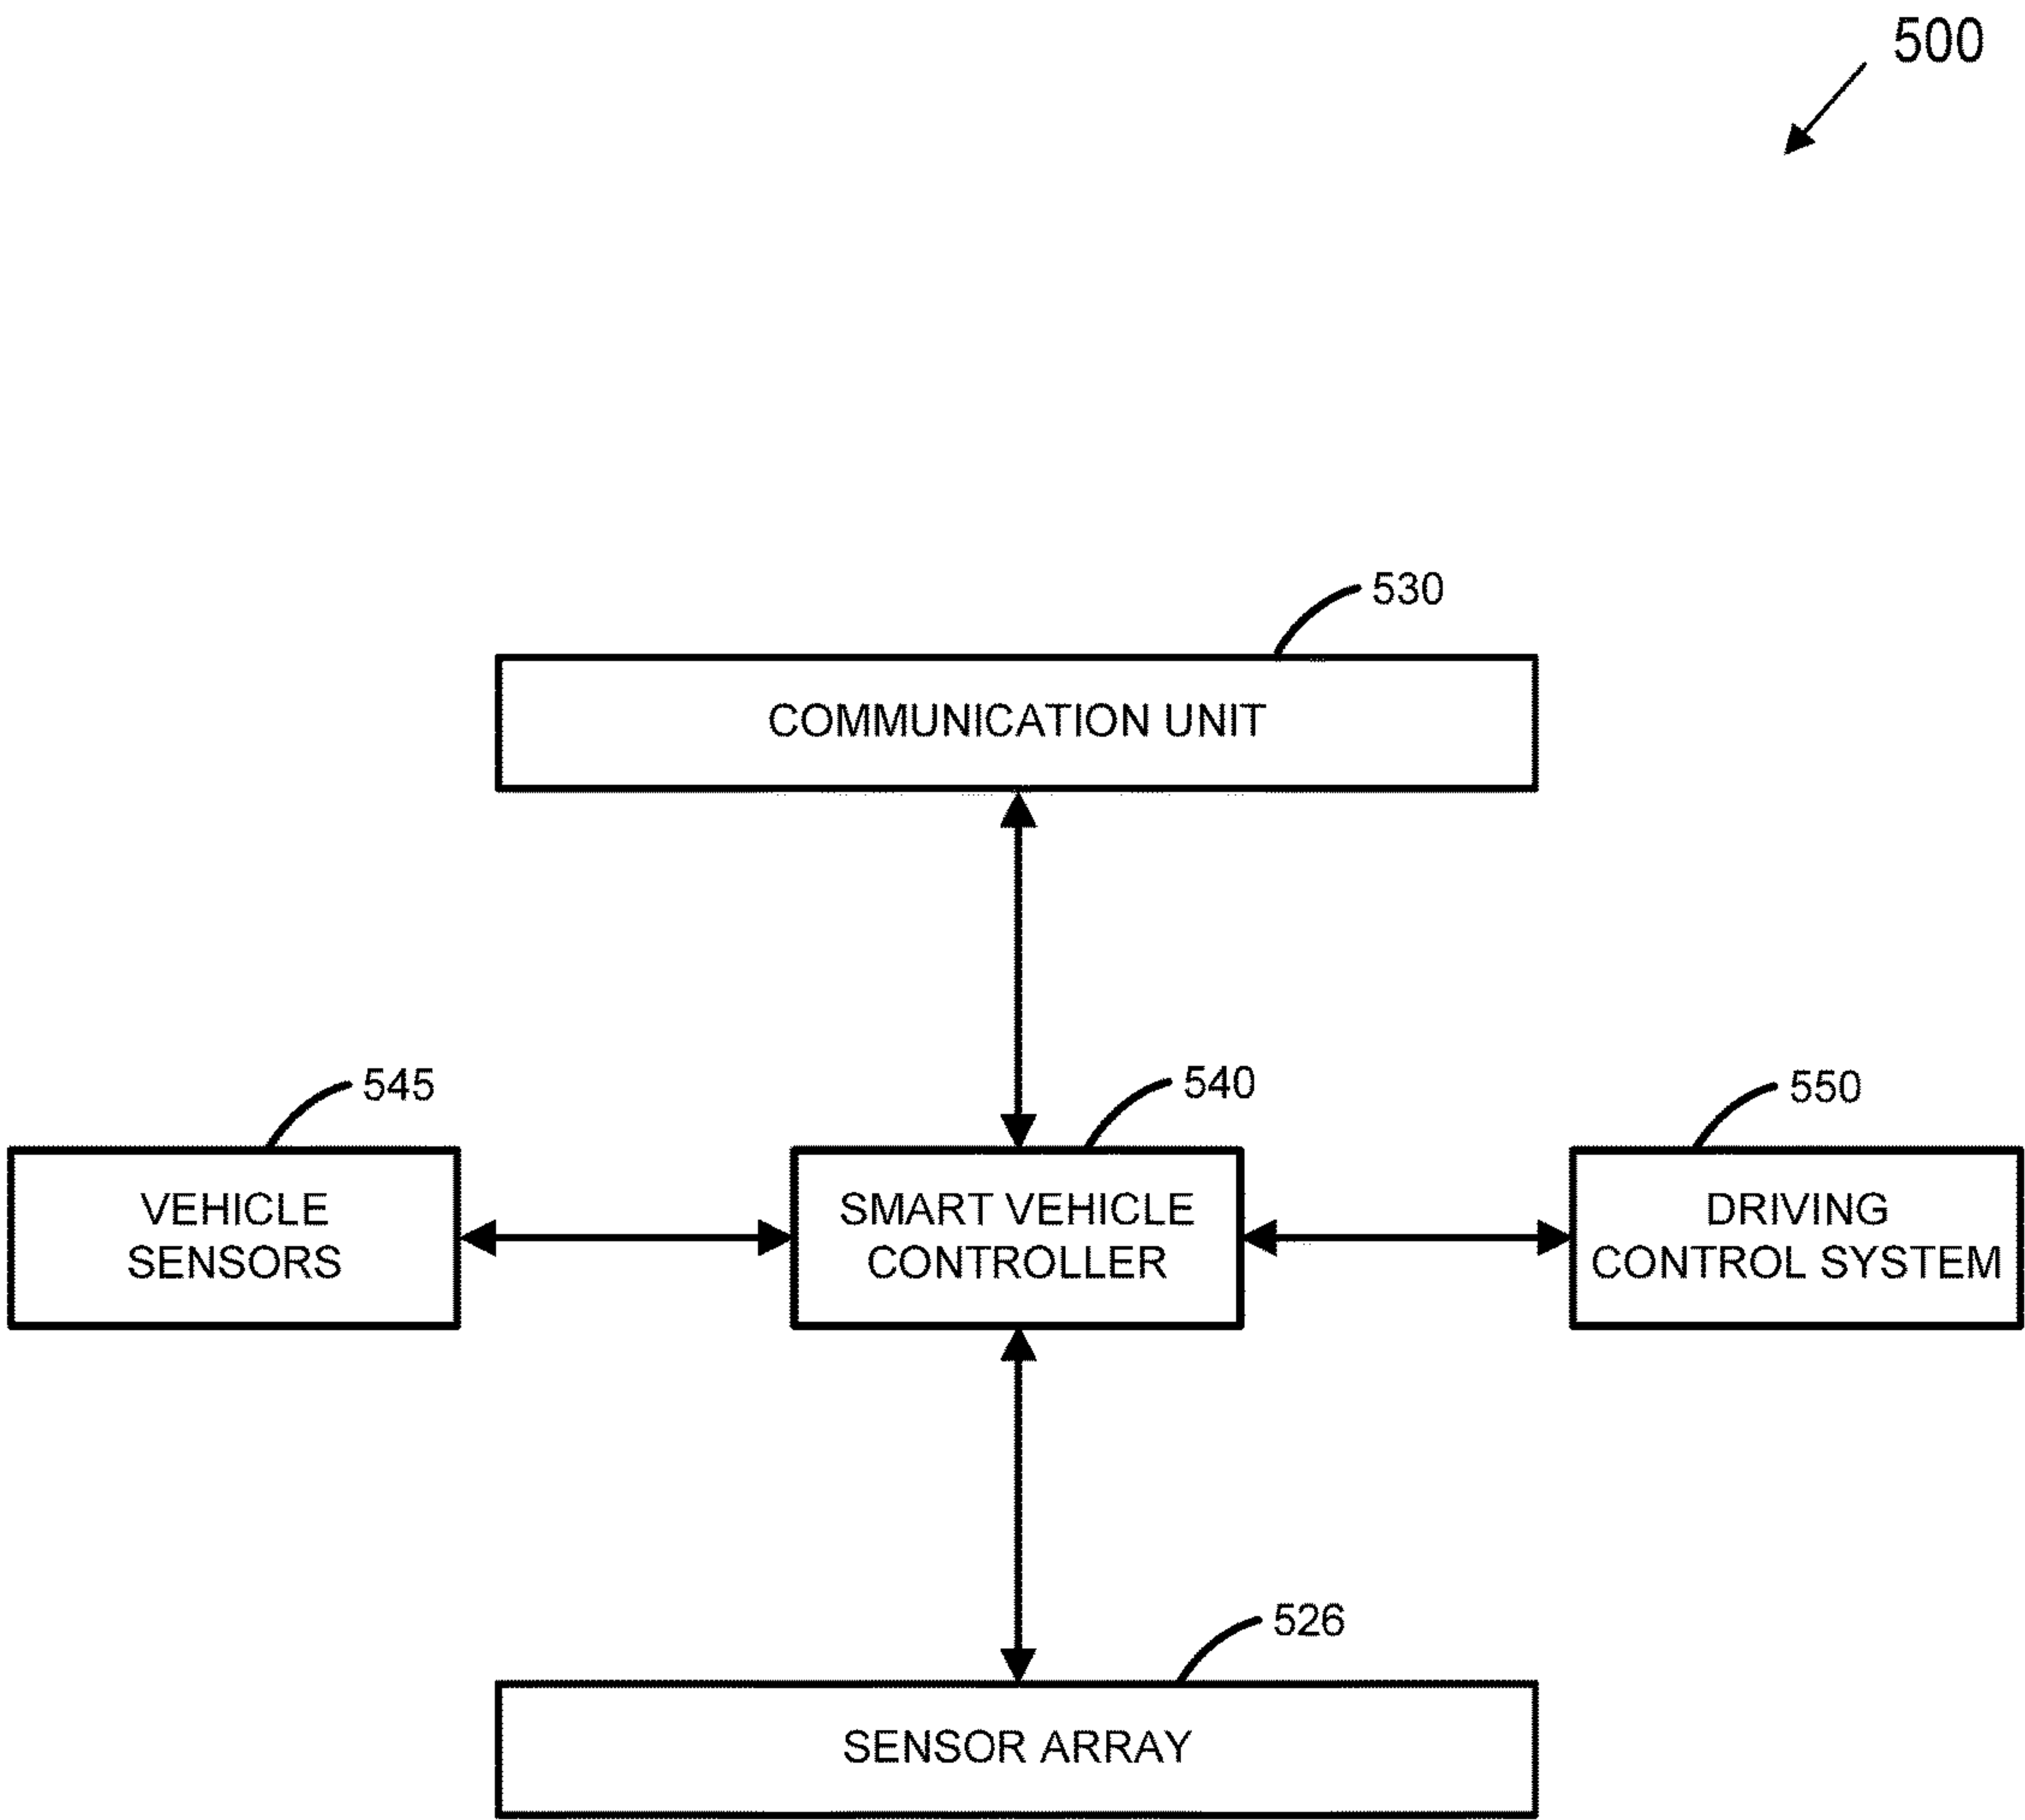 500
530
COMMUNICATION UNIT
545
540
550
VEHICLE
SENSORS
SMART VEHICLE
CONTROLLER
DRIVING
CONTROL SYSTEM
526
SENSOR ARRAY